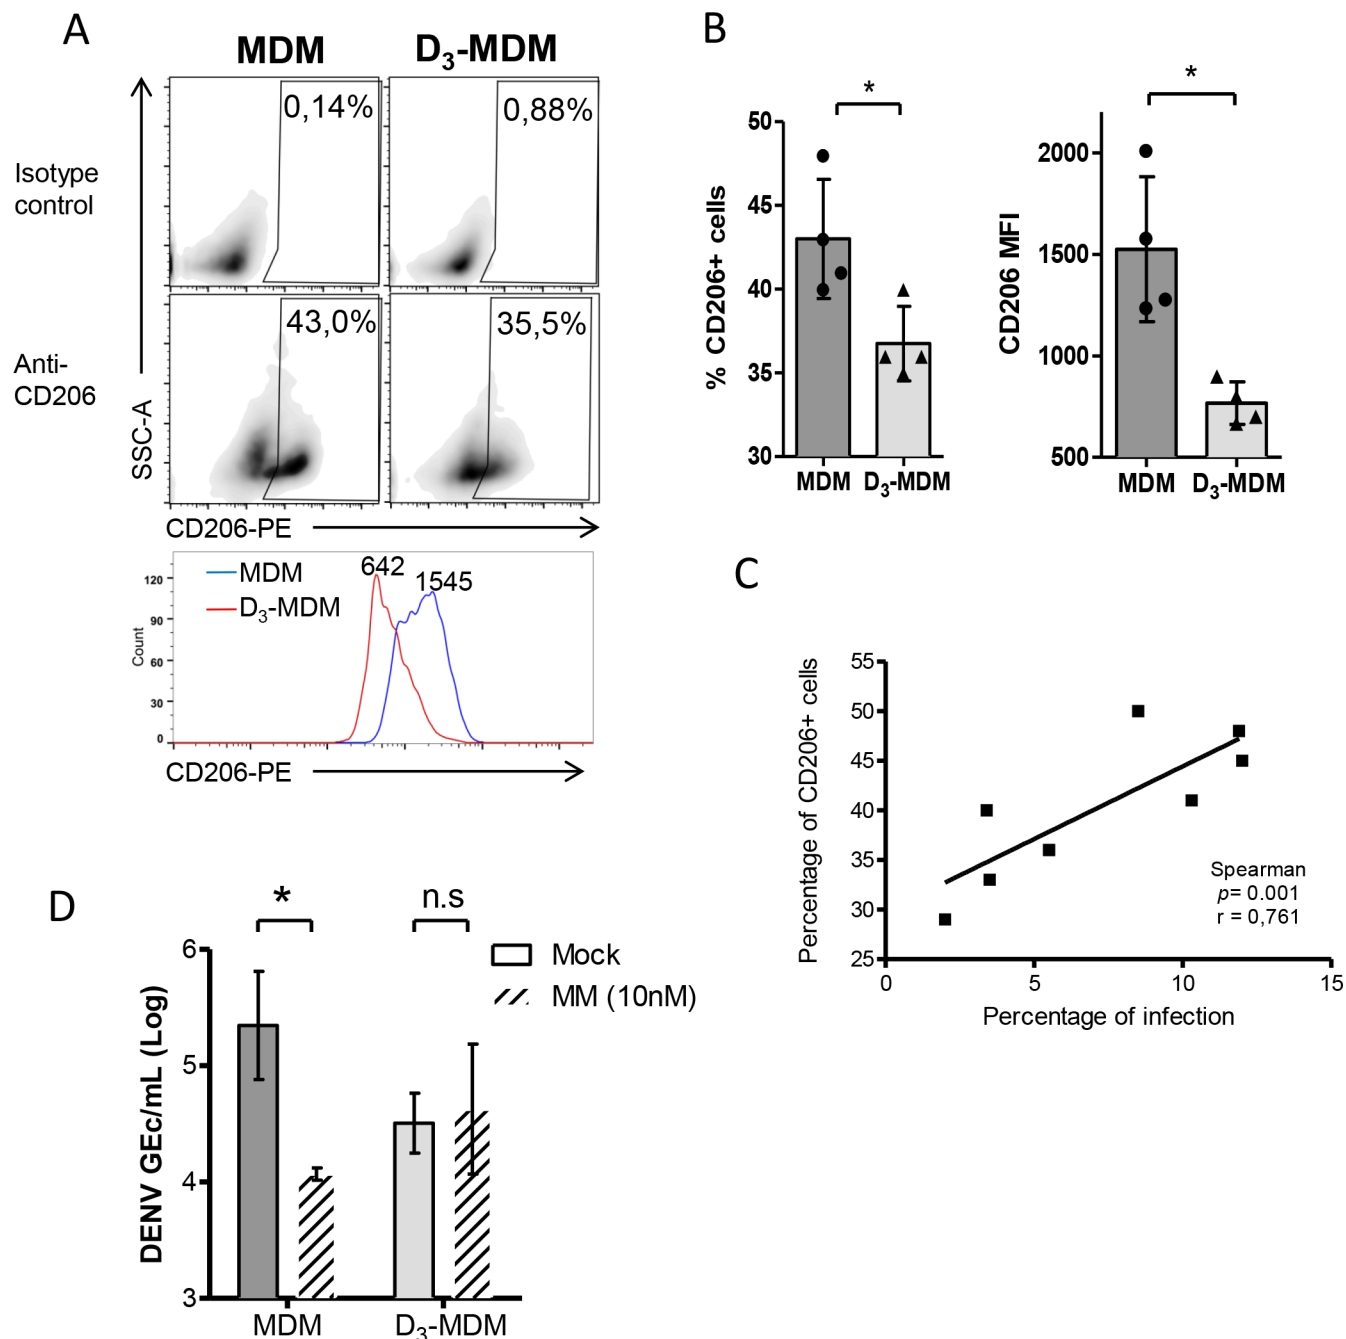 A
MDM
D3-MDM
Isotype
control
0,14%
0,88%
Anti-
CD206
43,0%
35,5%
SSC-A
CD206-PE
MDM
D3-MDM
642
1545
Count
120
90
60
30
0
CD206-PE
B
*
% CD206+ cells
50
45
40
35
30
MDM
D3-MDM
*
CD206 MFI
2000
1500
1000
500
MDM
D3-MDM
C
Percentage of CD206+ cells
55
50
45
40
35
30
25
0
5
10
15
Spearman
p= 0.001
r = 0,761
Percentage of infection
D
*
n.s
Mock
MM (10nM)
DENV GEc/mL (Log)
6
5
4
3
MDM
D3-MDM